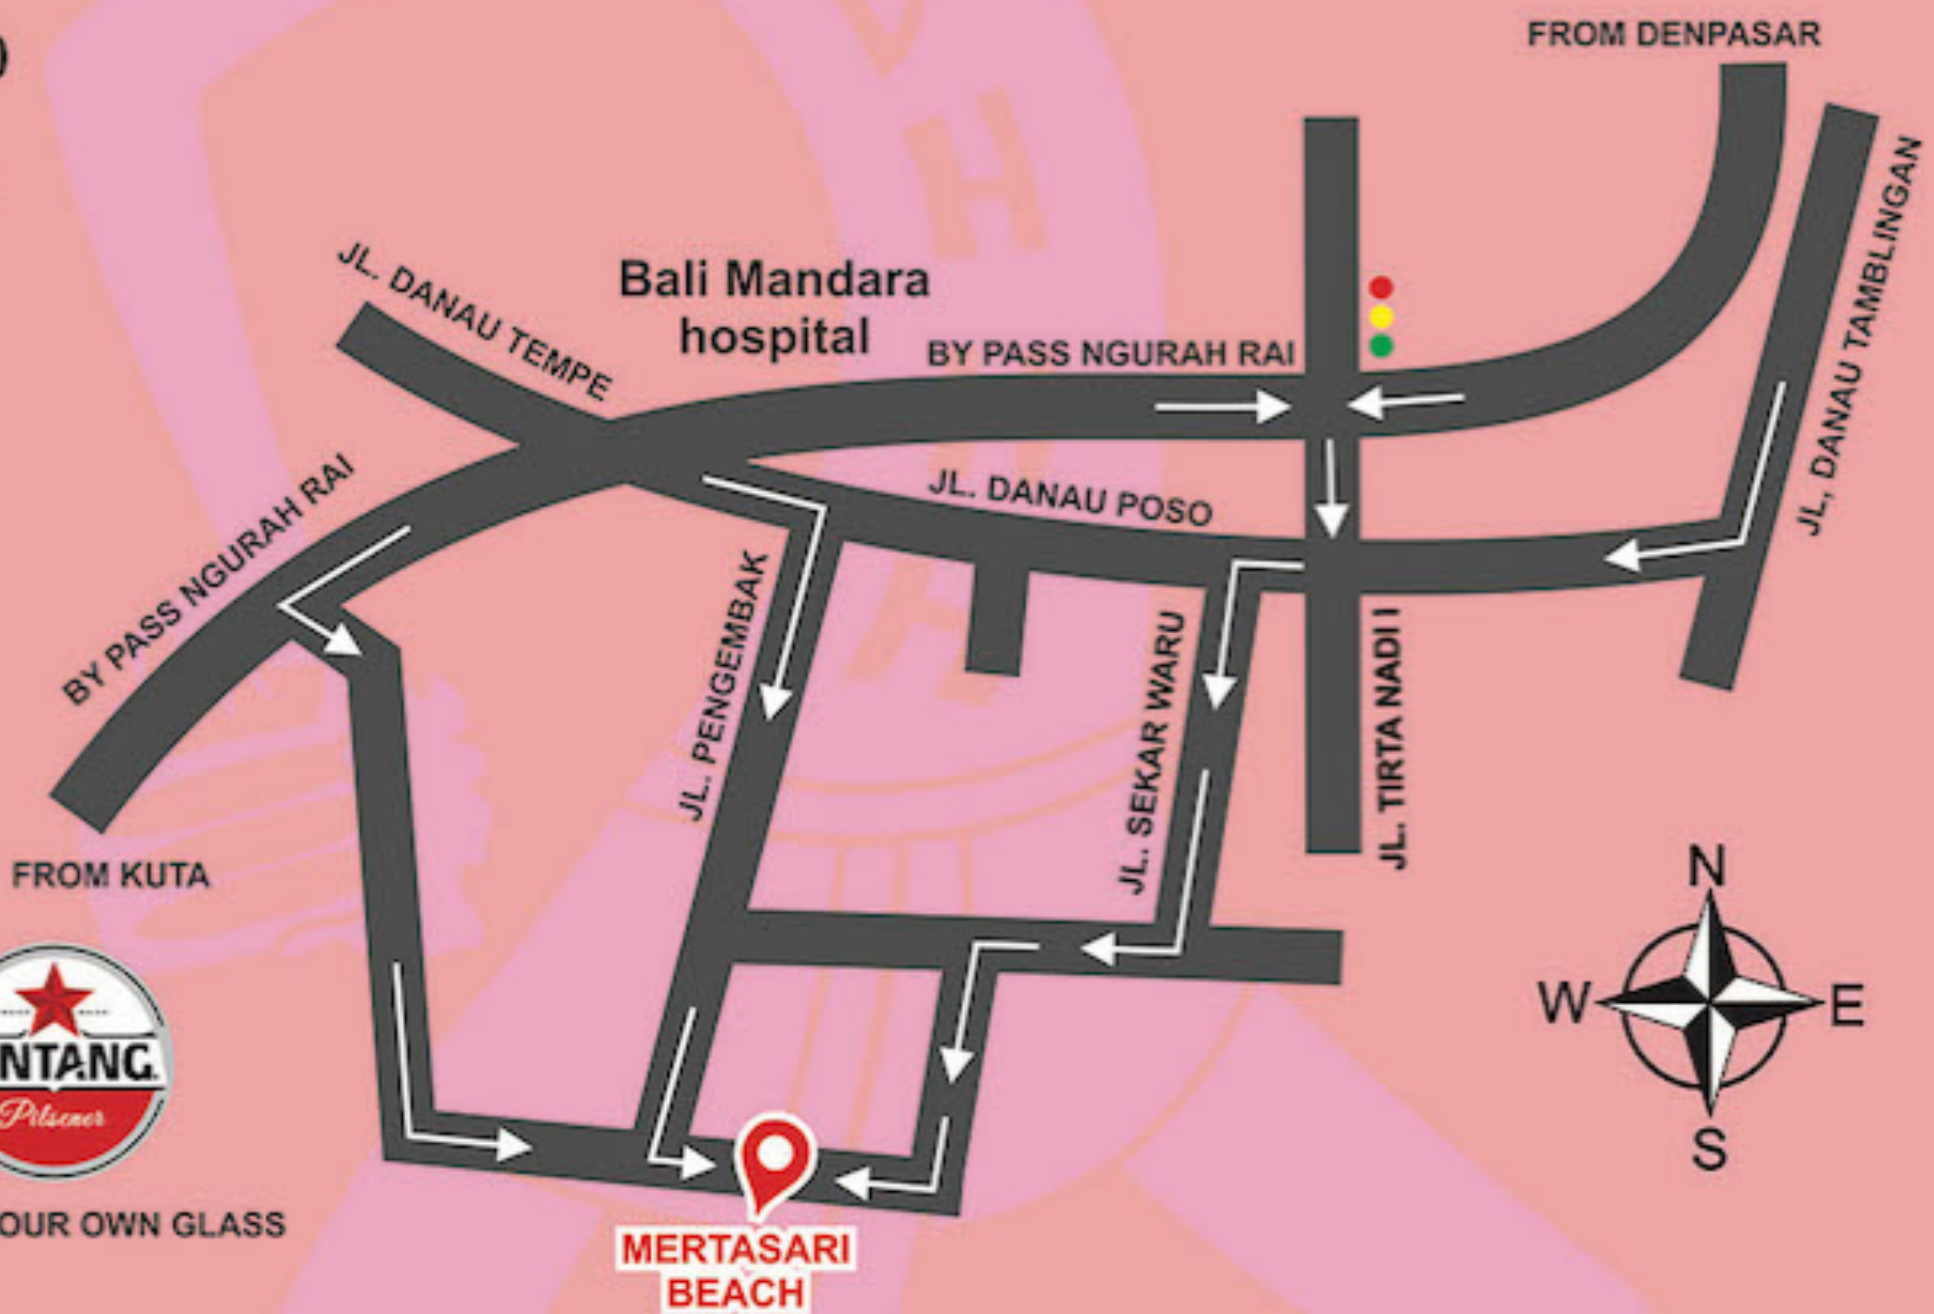 FROM DENPASAR
JL, DANAU TAMBLINGAN
JL. DANAU TEMPE
Bali Mandara
hospital
BY PASS NGURAH RAI
JL. DANAU POSO
BY PASS NGURAH RAI
JL. PENGEMBAK
JL. SEKAR WARU
JL. TIRTA NADI I
FROM KUTA
N
W
E
S
NTANG
Pilsener
OUR OWN GLASS
MERTASARI
BEACH